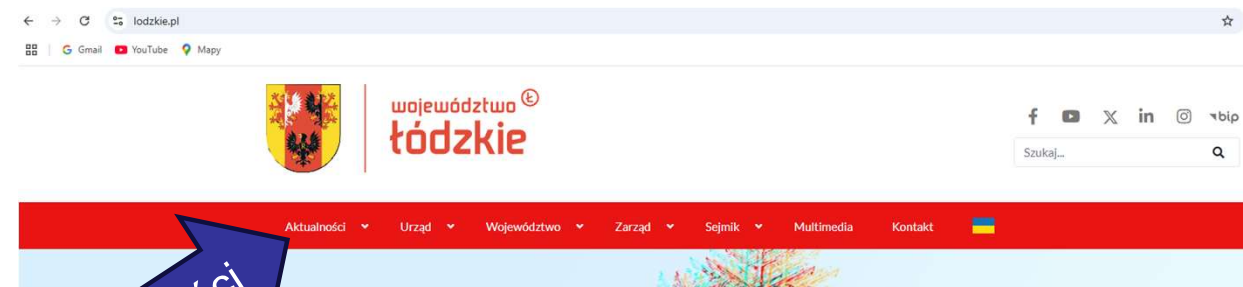 lodzkie.pl
Gmail YouTube Mapy
województwo Ł
łódzkie
bip
Szukaj...
Aktualności Urząd Województwo Zarząd Sejmik Multimedia Kontakt